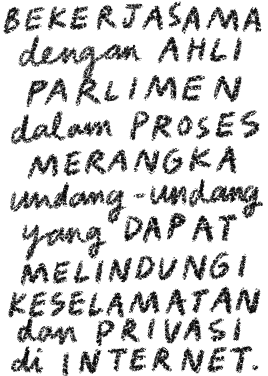 BEKERJASAMA
dengan AHLI
PARLIMEN
dalam PROSES
MERANGKA
undang-undang
yang DAPAT
MELINDUNGI
KESELAMATAN
dan PRIVASI
di INTERNET.